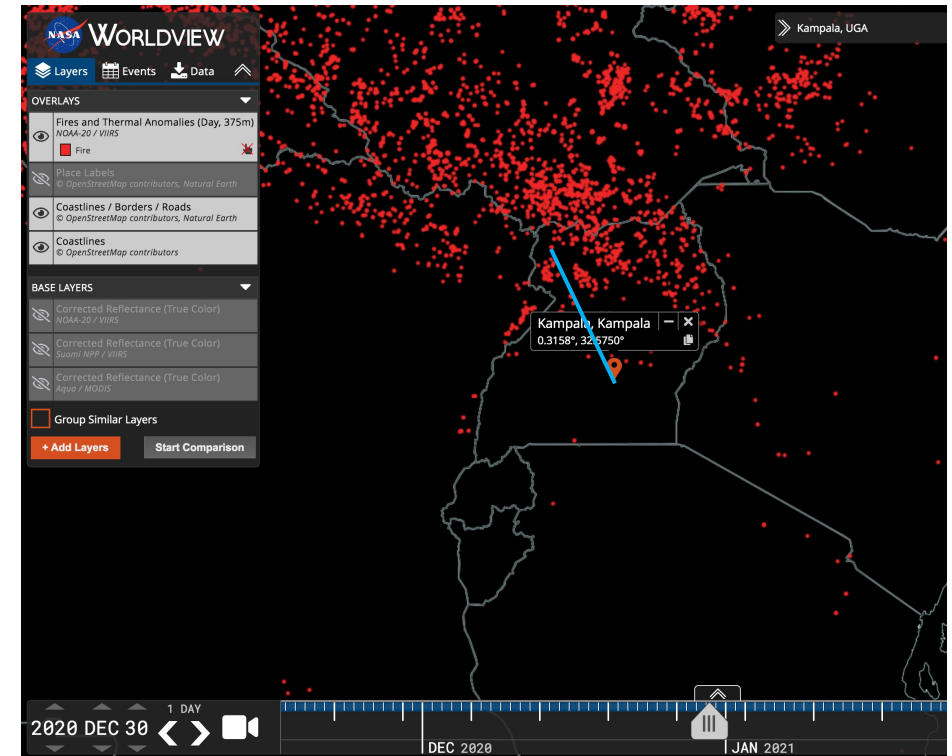 NASA WORLDVIEW
Kampala, UGA
Layers Events Data
OVERLAYS
Fires and Thermal Anomalies (Day, 375m)
NOAA-20 / VIIRS
Fire
Place Labels
© OpenStreetMap contributors, Natural Earth
Coastlines / Borders / Roads
© OpenStreetMap contributors, Natural Earth
Coastlines
© OpenStreetMap contributors
BASE LAYERS
Corrected Reflectance (True Color)
NOAA-20 / VIIRS
Corrected Reflectance (True Color)
Suomi NPP / VIIRS
Corrected Reflectance (True Color)
Aqua / MODIS
Group Similar Layers
+ Add Layers Start Comparison
Kampala, Kampala
0.3158°, 32.5750°
1 DAY
2020 DEC 30
DEC 2020 JAN 2021